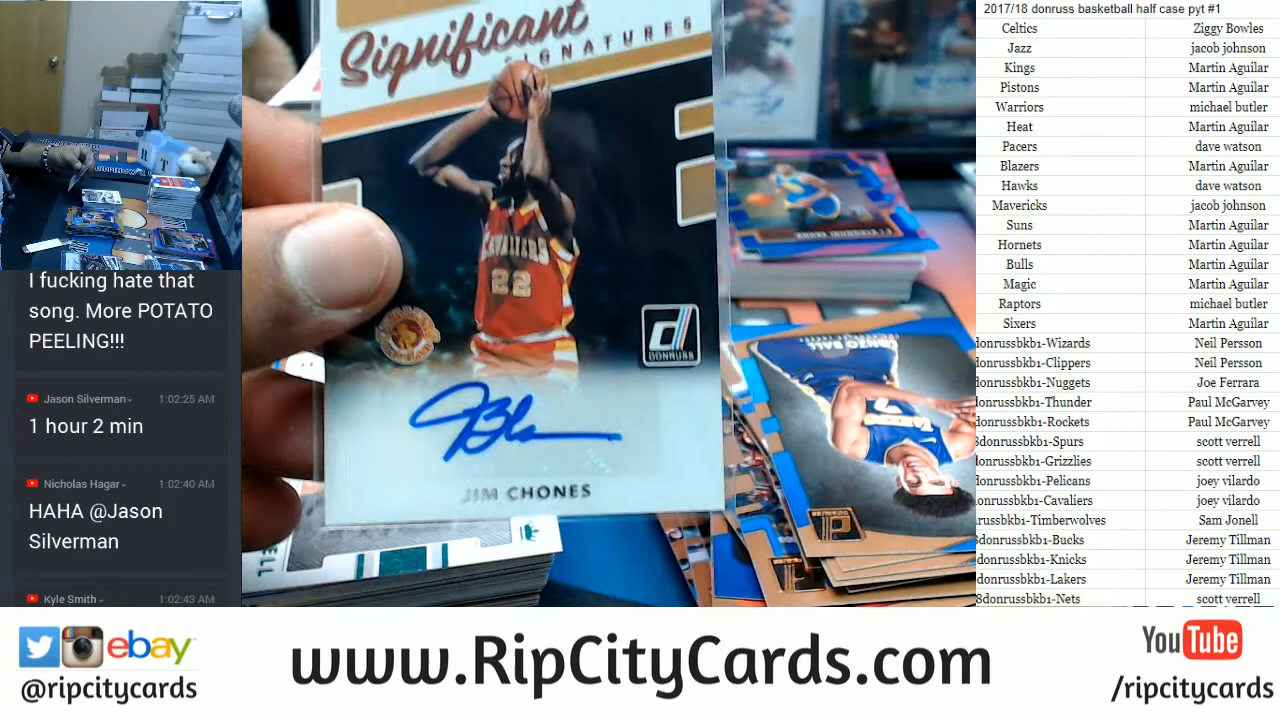 I fucking hate that
song. More POTATO
PEELING!!!
Jason Silverman
1:02:25 AM
1 hour 2 min
Nicholas Hagar
1:02:40 AM
HAHA @Jason
Silverman
Kyle Smith
1:02:43 AM
Significant
SIGNATURES
CAVALIERS
22
DONRUSS
JIM CHONES
2017/18 donruss basketball half case pyt #1
Celtics Ziggy Bowles
Jazz jacob johnson
Kings Martin Aguilar
Pistons Martin Aguilar
Warriors michael butler
Heat Martin Aguilar
Pacers dave watson
Blazers Martin Aguilar
Hawks dave watson
Mavericks jacob johnson
Suns Martin Aguilar
Hornets Martin Aguilar
Bulls Martin Aguilar
Magic Martin Aguilar
Raptors michael butler
Sixers Martin Aguilar
donrussbkb1-Wizards Neil Persson
donrussbkb1-Clippers Neil Persson
donrussbkb1-Nuggets Joe Ferrara
donrussbkb1-Thunder Paul McGarvey
donrussbkb1-Rockets Paul McGarvey
8donrussbkb1-Spurs scott verrell
donrussbkb1-Grizzlies scott verrell
donrussbkb1-Pelicans joey vilardo
donrussbkb1-Cavaliers joey vilardo
russbkb1-Timberwolves Sam Jonell
8donrussbkb1-Bucks Jeremy Tillman
donrussbkb1-Knicks Jeremy Tillman
donrussbkb1-Lakers Jeremy Tillman
8donrussbkb1-Nets scott verrell
ebay
@ripcitycards
www.RipCityCards.com
YouTube
/ripcitycards